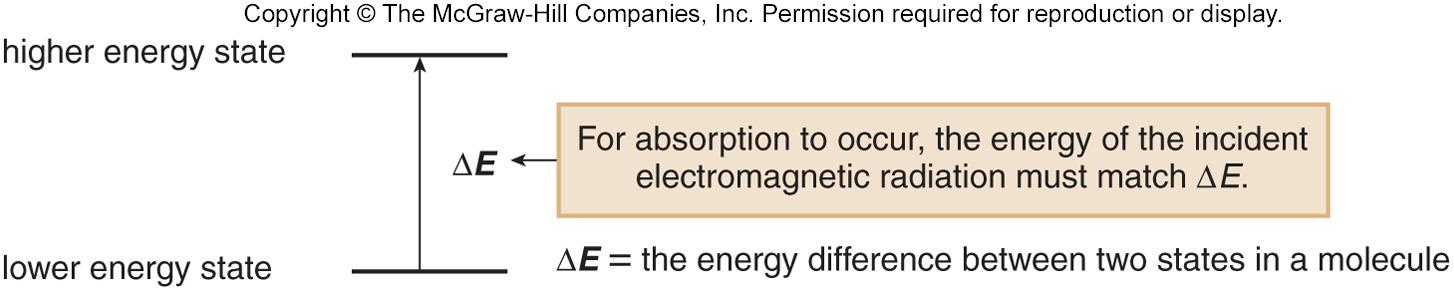 Copyright © The McGraw-Hill Companies, Inc. Permission required for reproduction or display.
higher energy state
For absorption to occur, the energy of the incident
ΔE
electromagnetic radiation must match ΔE.
lower energy state
ΔE = the energy difference between two states in a molecule